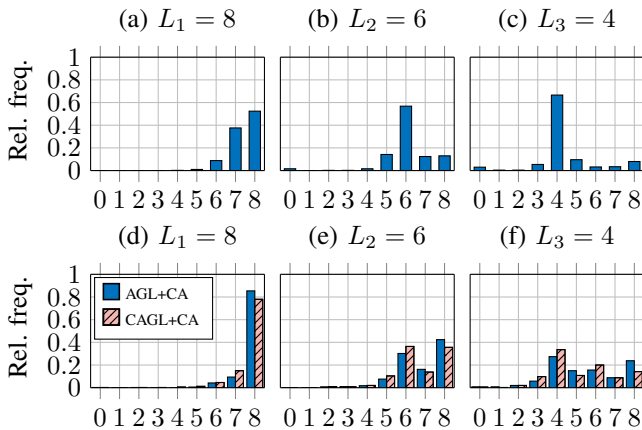 (a) L₁ = 8
(b) L₂ = 6
(c) L₃ = 4
Rel. freq.
1
0.8
0.6
0.4
0.2
0
0 1 2 3 4 5 6 7 8
0 1 2 3 4 5 6 7 8
0 1 2 3 4 5 6 7 8
(d) L₁ = 8
(e) L₂ = 6
(f) L₃ = 4
Rel. freq.
1
0.8
0.6
0.4
0.2
0
AGL+CA
CAGL+CA
0 1 2 3 4 5 6 7 8
0 1 2 3 4 5 6 7 8
0 1 2 3 4 5 6 7 8